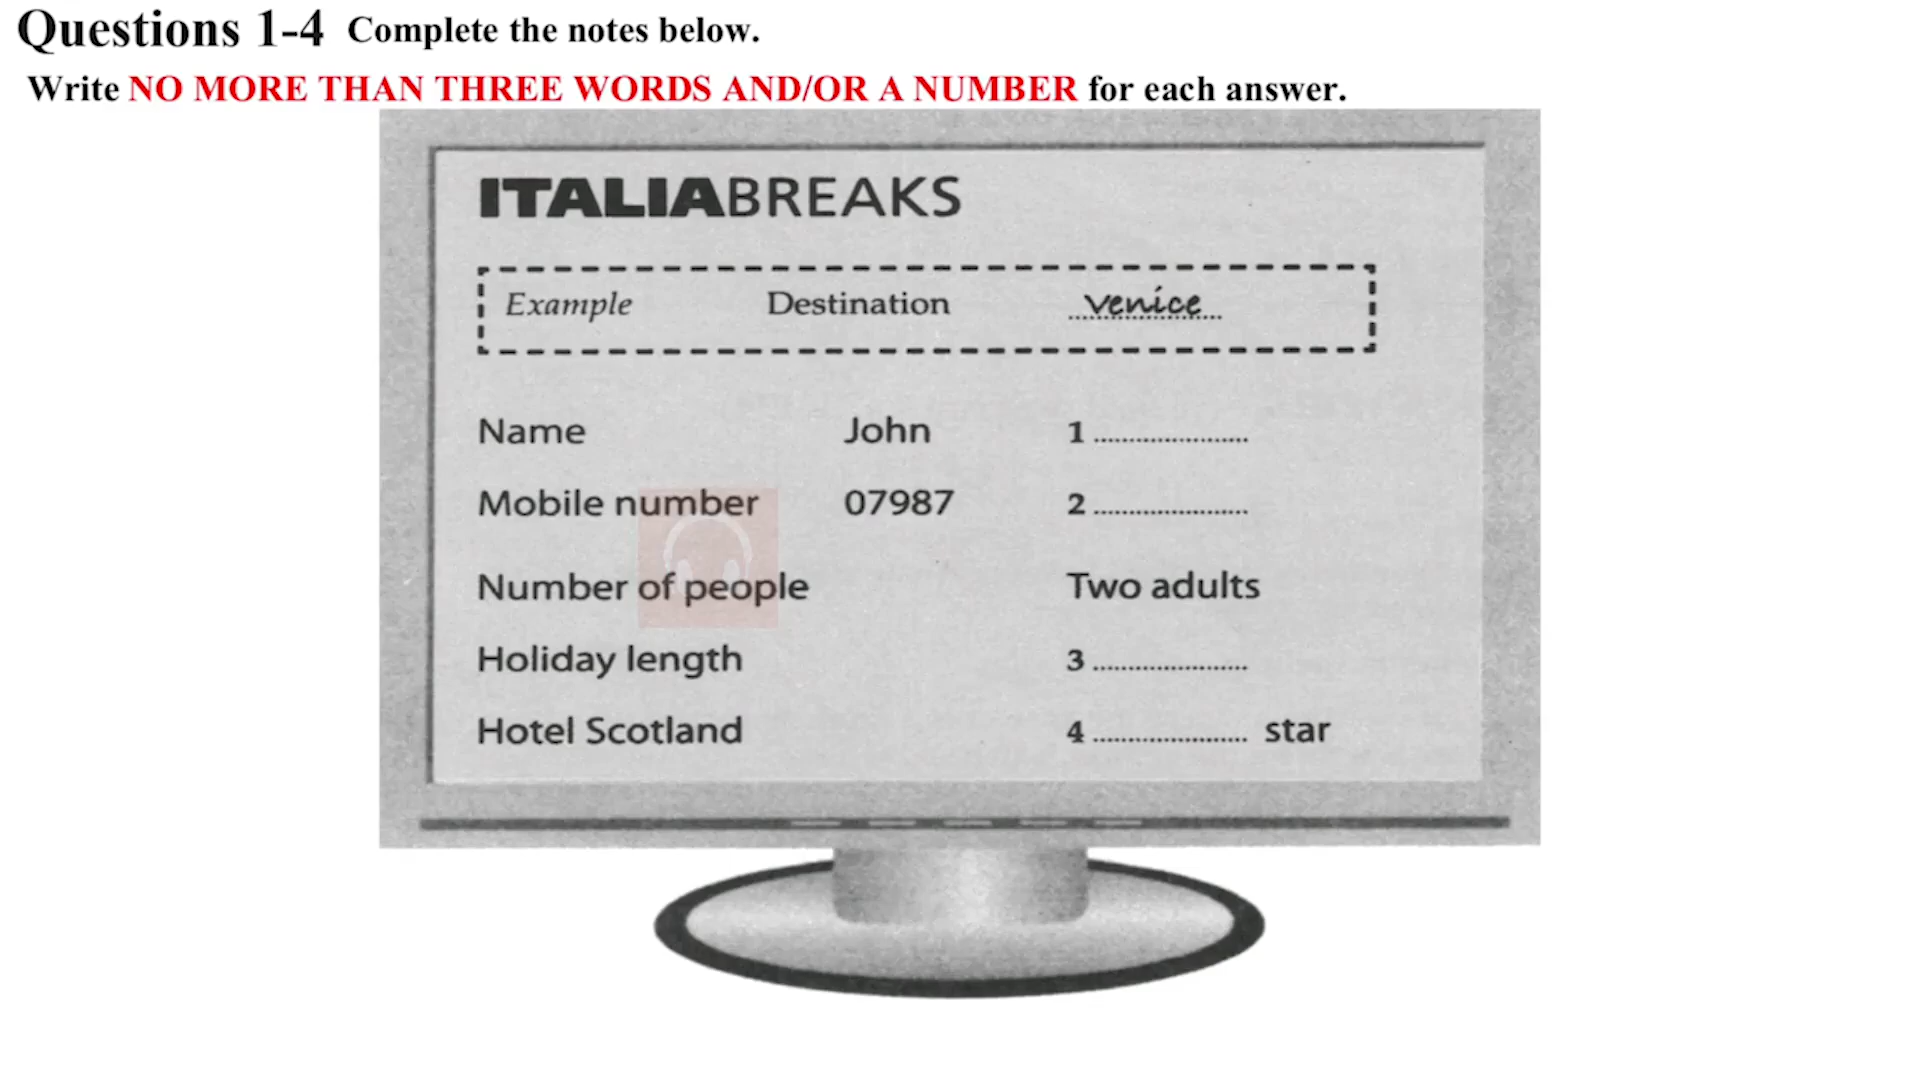 Questions 1-4 Complete the notes below.
Write NO MORE THAN THREE WORDS AND/OR A NUMBER for each answer.
ITALIABREAKS
Example Destination Venice
Name John 1 ......................
Mobile number 07987 2 ......................
Number of people Two adults
Holiday length 3 ......................
Hotel Scotland 4 ...................... star